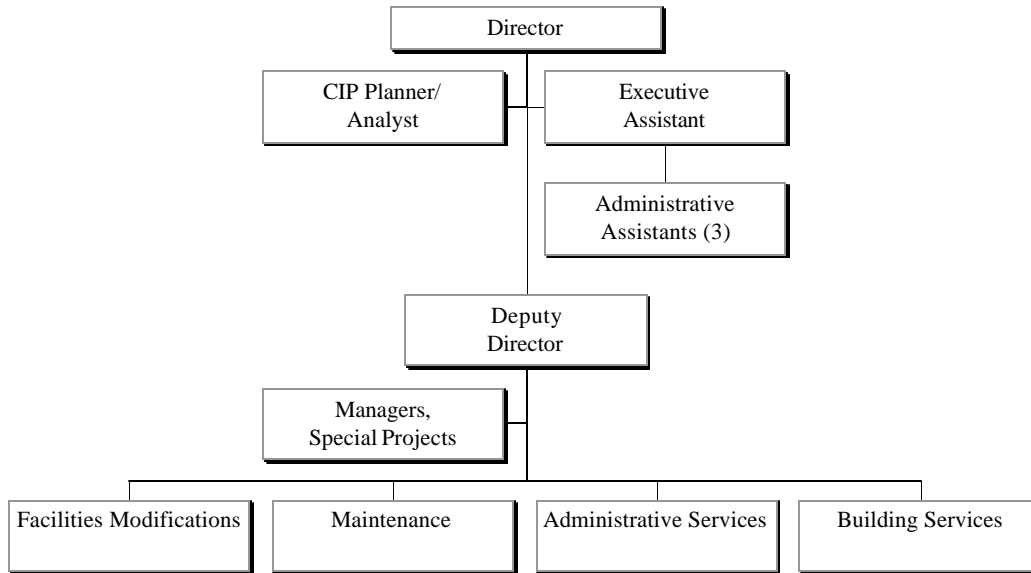 Director
CIP Planner/
Analyst
Executive
Assistant
Administrative
Assistants (3)
Deputy
Director
Managers,
Special Projects
Facilities Modifications
Maintenance
Administrative Services
Building Services